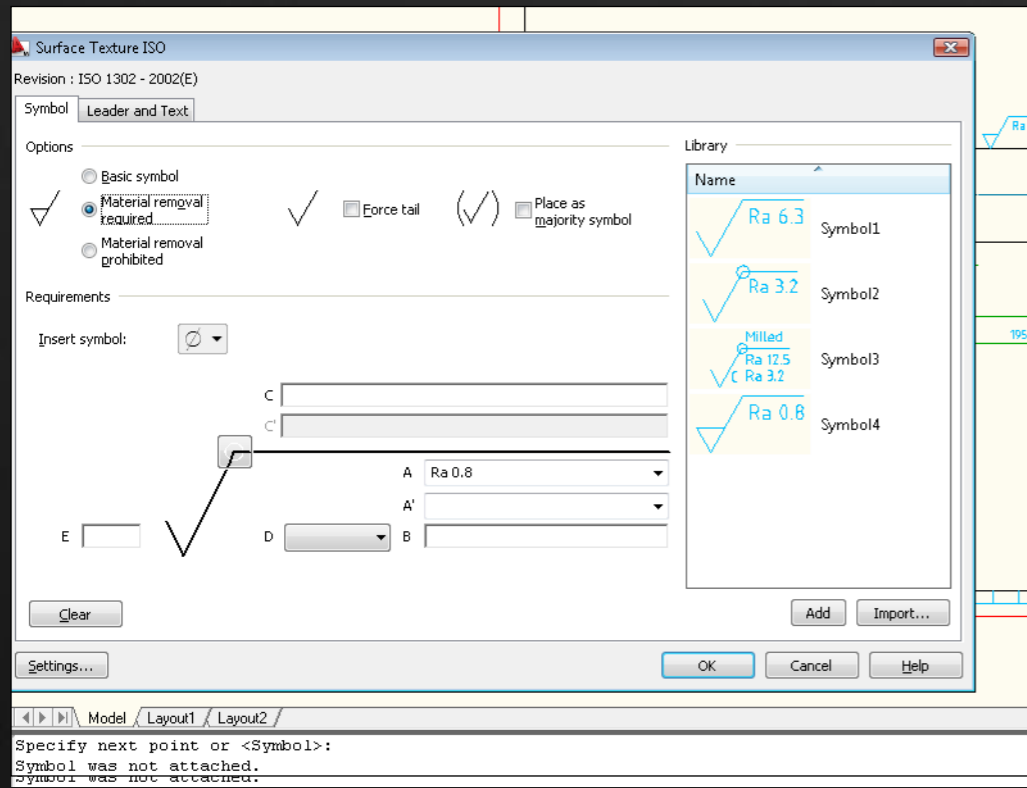 Surface Texture ISO
Revision : ISO 1302 - 2002(E)
Symbol
Leader and Text
Options
Basic symbol
Material removal
required
Material removal
prohibited
Force tail
Place as
majority symbol
Requirements
Insert symbol:
C
C'
A
Ra 0.8
A'
E
D
B
Clear
Library
Name
Ra 6.3
Symbol1
Ra 3.2
Symbol2
Milled
Ra 12.5
C Ra 3.2
Symbol3
Ra 0.8
Symbol4
Add
Import...
Settings...
OK
Cancel
Help
Ra
195
Model
Layout1
Layout2
Specify next point or <Symbol>:
Symbol was not attached.
Symbol was not attached.